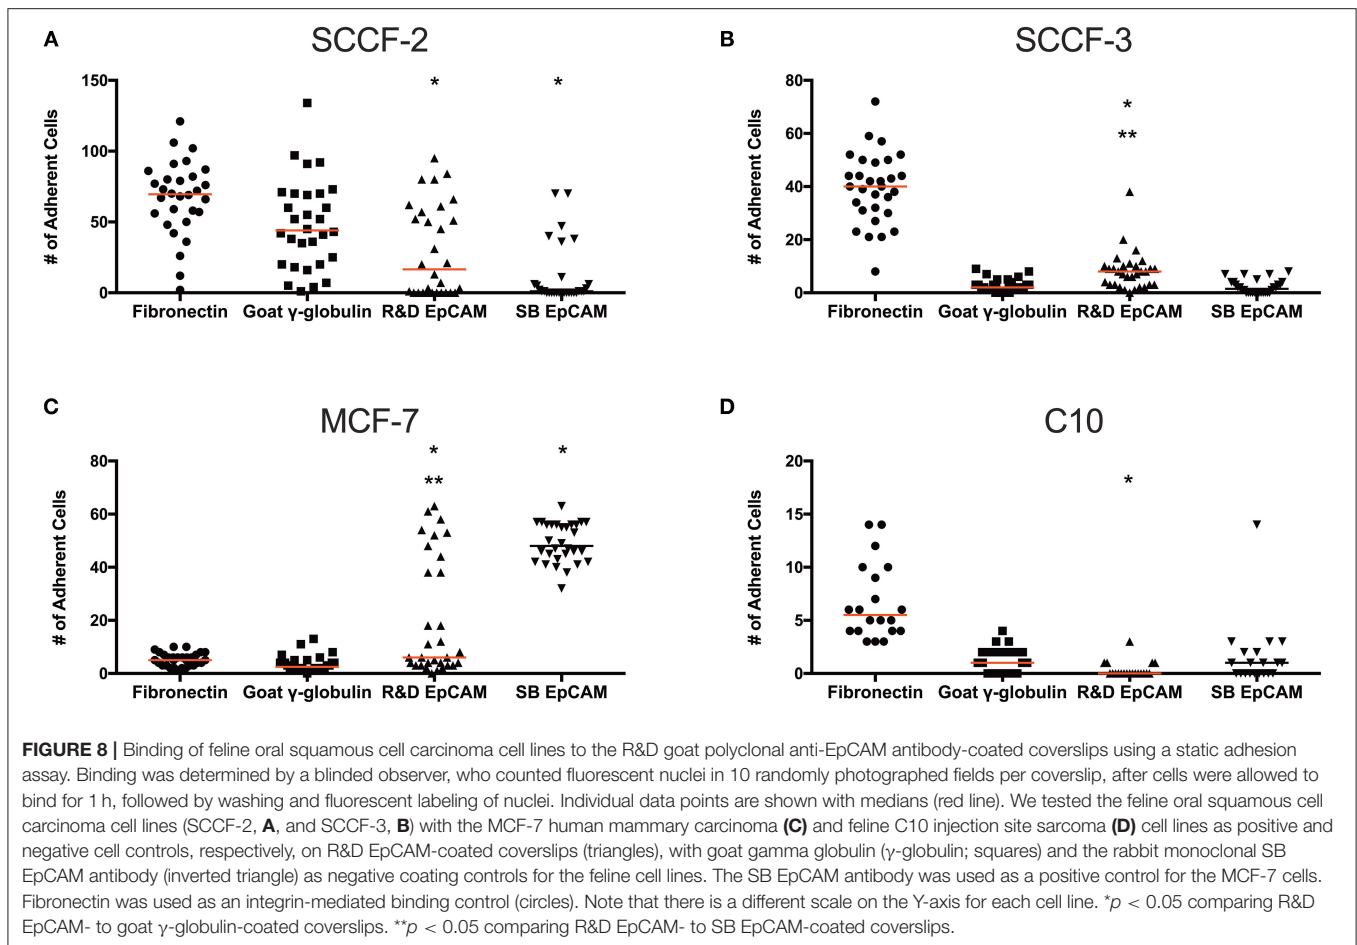 A
SCCF-2
# of Adherent Cells
150
100
50
0
* *
Fibronectin Goat γ-globulin R&D EpCAM SB EpCAM
B
SCCF-3
# of Adherent Cells
80
60
40
20
0
*
**
Fibronectin Goat γ-globulin R&D EpCAM SB EpCAM
C
MCF-7
# of Adherent Cells
80
60
40
20
0
* *
**
Fibronectin Goat γ-globulin R&D EpCAM SB EpCAM
D
C10
# of Adherent Cells
20
15
10
5
0
*
Fibronectin Goat γ-globulin R&D EpCAM SB EpCAM
FIGURE 8 | Binding of feline oral squamous cell carcinoma cell lines to the R&D goat polyclonal anti-EpCAM antibody-coated coverslips using a static adhesion
assay. Binding was determined by a blinded observer, who counted fluorescent nuclei in 10 randomly photographed fields per coverslip, after cells were allowed to
bind for 1 h, followed by washing and fluorescent labeling of nuclei. Individual data points are shown with medians (red line). We tested the feline oral squamous cell
carcinoma cell lines (SCCF-2, A, and SCCF-3, B) with the MCF-7 human mammary carcinoma (C) and feline C10 injection site sarcoma (D) cell lines as positive and
negative cell controls, respectively, on R&D EpCAM-coated coverslips (triangles), with goat gamma globulin (γ-globulin; squares) and the rabbit monoclonal SB
EpCAM antibody (inverted triangle) as negative coating controls for the feline cell lines. The SB EpCAM antibody was used as a positive control for the MCF-7 cells.
Fibronectin was used as an integrin-mediated binding control (circles). Note that there is a different scale on the Y-axis for each cell line. *p < 0.05 comparing R&D
EpCAM- to goat γ-globulin-coated coverslips. **p < 0.05 comparing R&D EpCAM- to SB EpCAM-coated coverslips.